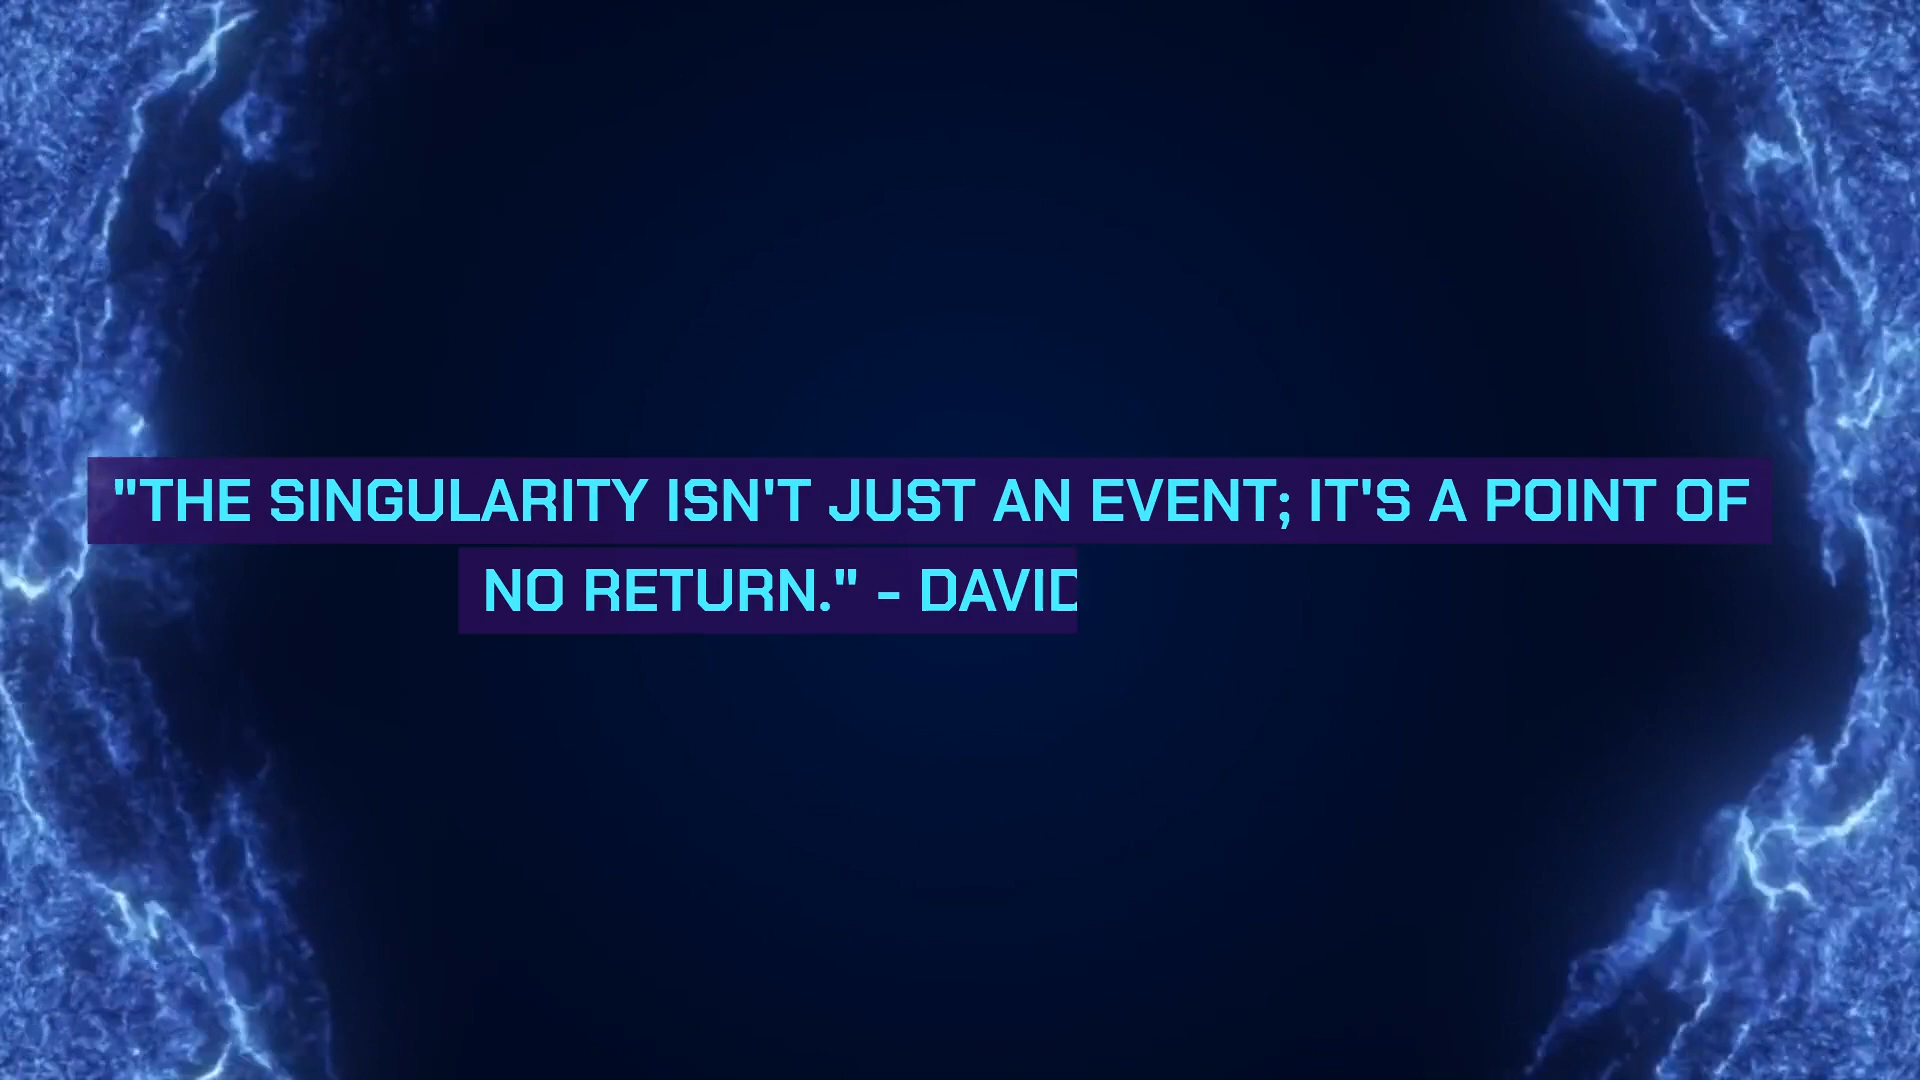 "THE SINGULARITY ISN'T JUST AN EVENT; IT'S A POINT OF
NO RETURN." - DAVID